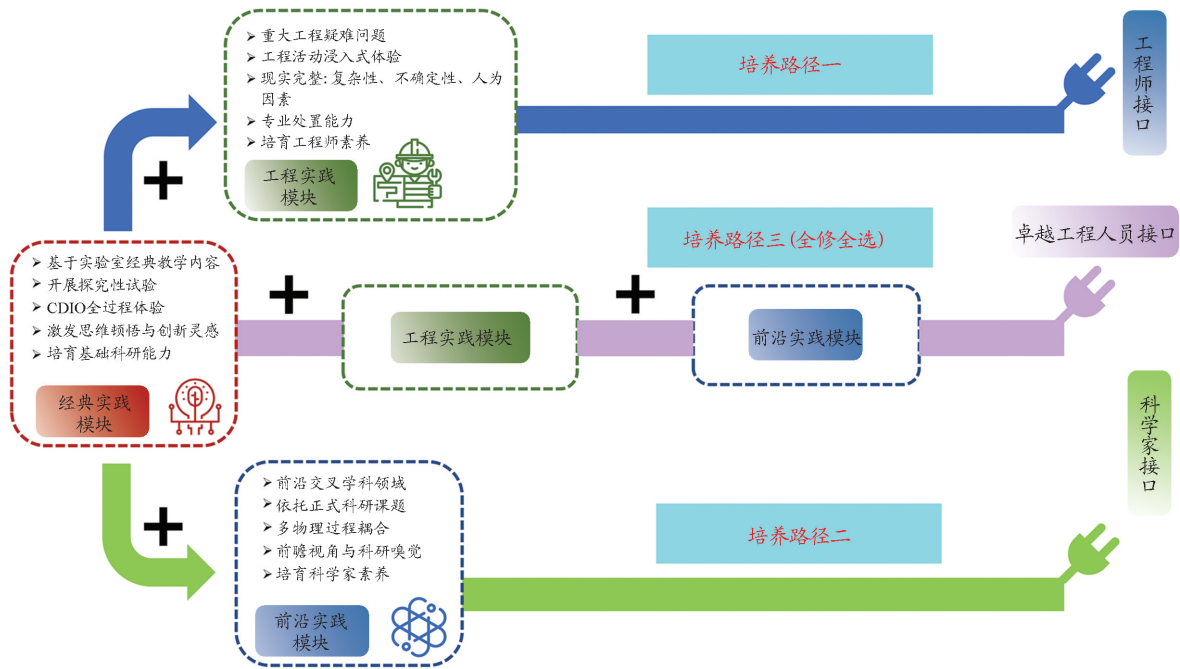 重大工程疑难问题
工程活动浸入式体验
现实完整:复杂性、不确定性、人为
因素
专业处置能力
培育工程师素养
工程实践
模块
培养路径一
工程师接口
基于实验室经典教学内容
开展探究性试验
CDIO全过程体验
激发思维顿悟与创新灵感
培育基础科研能力
经典实践
模块
工程实践模块
前沿实践模块
培养路径三(全修全选)
卓越工程人员接口
前沿交叉学科领域
依托正式科研课题
多物理过程耦合
前瞻视角与科研嗅觉
培育科学家素养
前沿实践
模块
培养路径二
科学家接口